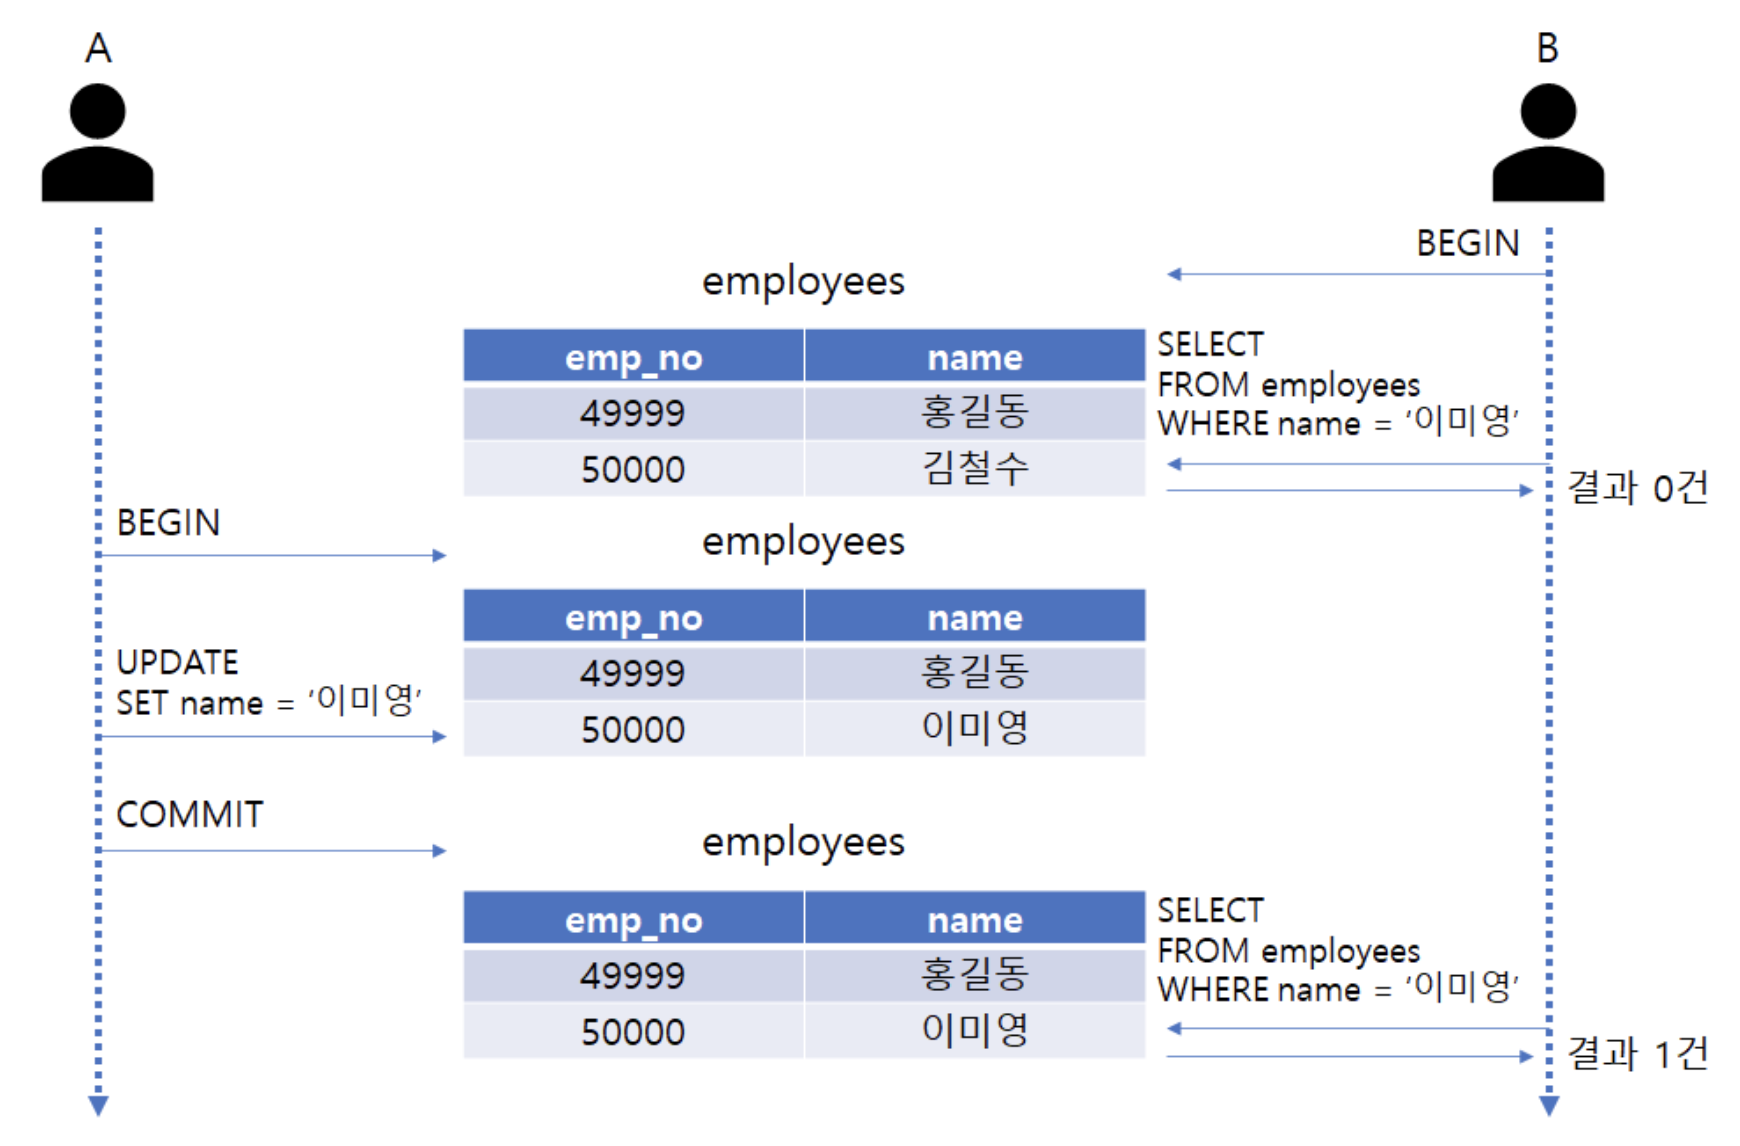 A
B
BEGIN
employees
emp_no name
49999 홍길동
50000 김철수
SELECT
FROM employees
WHERE name = ‘이미영’
결과 0건
BEGIN
employees
emp_no name
49999 홍길동
50000 이미영
UPDATE
SET name = ‘이미영’
COMMIT
employees
emp_no name
49999 홍길동
50000 이미영
SELECT
FROM employees
WHERE name = ‘이미영’
결과 1건